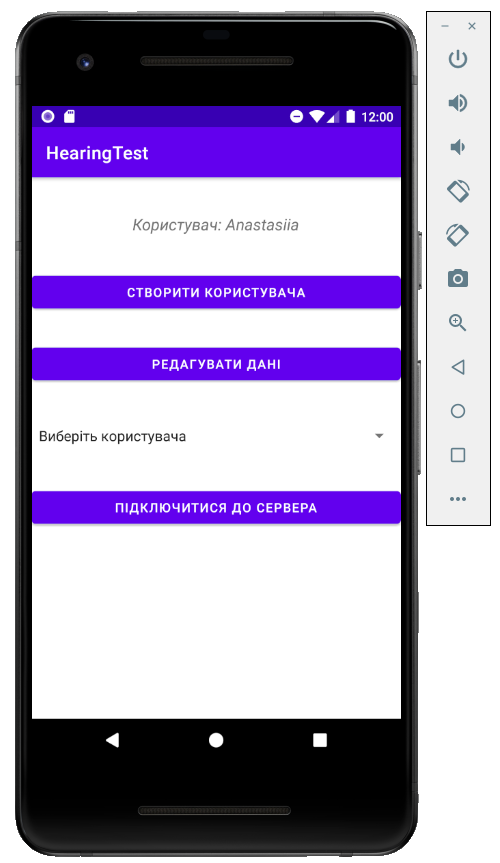 12:00
HearingTest
Користувач: Anastasiia
СТВОРИТИ КОРИСТУВАЧА
РЕДАГУВАТИ ДАНІ
Виберіть користувача
ПІДКЛЮЧИТИСЯ ДО СЕРВЕРА